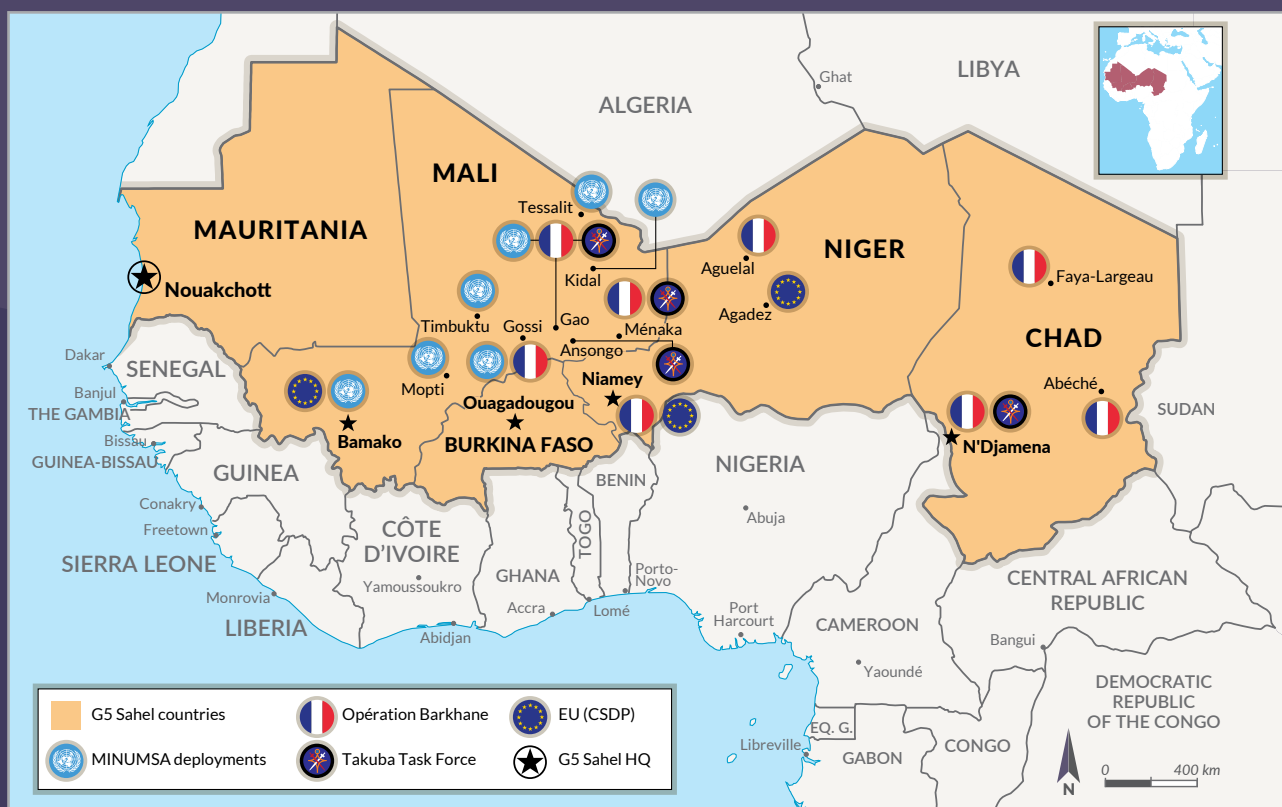 LIBYA
Ghat
ALGERIA
MALI
Tessalit
MAURITANIA
NIGER
Aguelal
Kidal
Faya-Largeau
Nouakchott
Agadez
Timbuktu
Gossi
Gao
Ménaka
CHAD
Ansongo
Dakar
SENEGAL
Mopti
Niamey
Abéché
Banjul
THE GAMBIA
Ouagadougou
SUDAN
Bissau
Bamako
BURKINA FASO
N'Djamena
GUINEA-BISSAU
GUINEA
NIGERIA
BENIN
Conakry
Abuja
Freetown
CÔTE
D'IVOIRE
TOGO
SIERRA LEONE
GHANA
Porto-
Novo
CENTRAL AFRICAN
REPUBLIC
Yamoussoukro
Monrovia
Accra
Lomé
Port
Harcourt
LIBERIA
Abidjan
CAMEROON
Bangui
Yaoundé
DEMOCRATIC
REPUBLIC
OF THE CONGO
EQ. G.
Libreville
GABON
CONGO
G5 Sahel countries
Opération Barkhane
EU (CSDP)
MINUMSA deployments
Takuba Task Force
G5 Sahel HQ
N
0 400 km